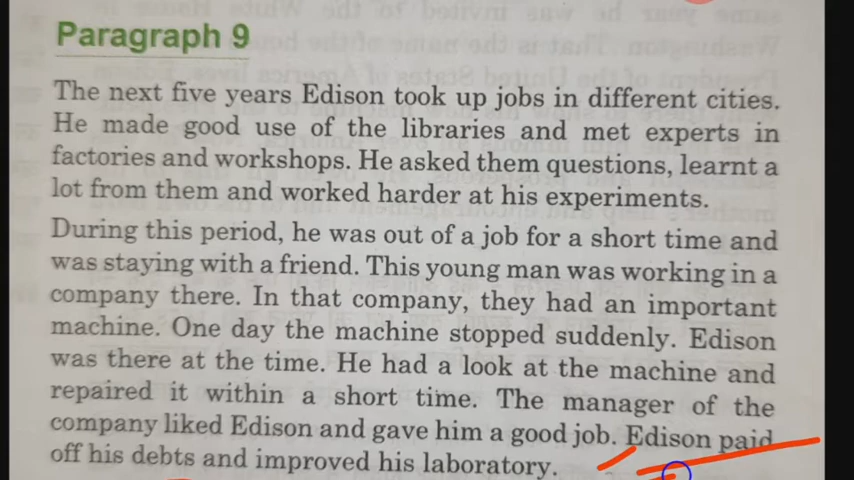 Paragraph 9
The next five years Edison took up jobs in different cities.
He made good use of the libraries and met experts in
factories and workshops. He asked them questions, learnt a
lot from them and worked harder at his experiments.
During this period, he was out of a job for a short time and
was staying with a friend. This young man was working in a
company there. In that company, they had an important
machine. One day the machine stopped suddenly. Edison
was there at the time. He had a look at the machine and
repaired it within a short time. The manager of the
company liked Edison and gave him a good job. Edison paid
off his debts and improved his laboratory.